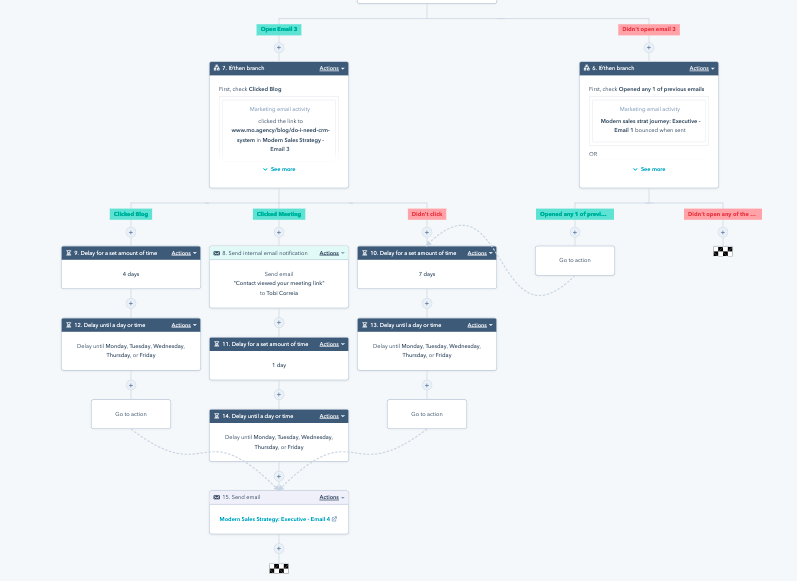 Open Email 3
Didn't open email 2
7. If/then branch Actions
First, check Clicked Blog
Marketing email activity
clicked the link to
www.mo.agency/blog/do-i-need-crm-
system in Modern Sales Strategy -
Email 3
See more
6. If/then branch Actions
First, check Opened any 1 of previous emails
Marketing email activity
Modern sales strat journey: Executive -
Email 1 bounced when sent
OR
See more
Clicked Blog
Clicked Meeting
Didn't click
Opened any 1 of previ...
Didn't open any of the ...
9. Delay for a set amount of time Actions
4 days
8. Send internal email notification Actions
Send email
"Contact viewed your meeting link"
to Tobi Correia
10. Delay for a set amount of time Actions
7 days
Go to action
12. Delay until a day or time Actions
Delay until Monday, Tuesday, Wednesday,
Thursday, or Friday
11. Delay for a set amount of time Actions
1 day
13. Delay until a day or time Actions
Delay until Monday, Tuesday, Wednesday,
Thursday, or Friday
Go to action
14. Delay until a day or time Actions
Delay until Monday, Tuesday, Wednesday,
Thursday, or Friday
Go to action
15. Send email Actions
Modern Sales Strategy: Executive - Email 4